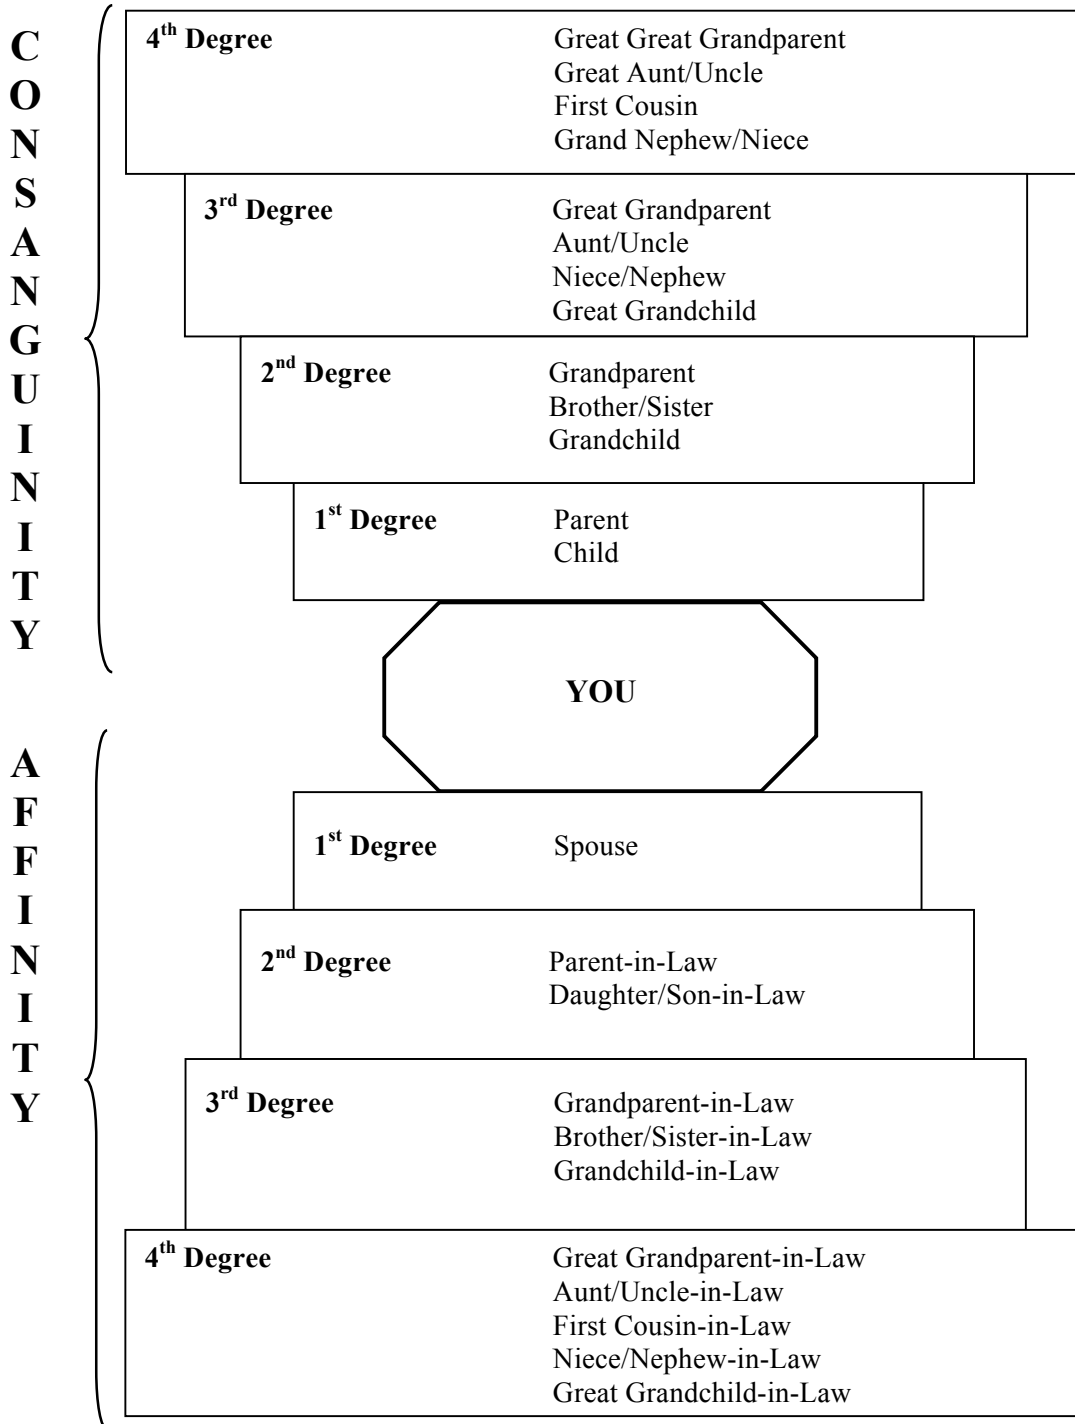 CONSANGUINITY
4th Degree Great Great Grandparent
Great Aunt/Uncle
First Cousin
Grand Nephew/Niece
3rd Degree Great Grandparent
Aunt/Uncle
Niece/Nephew
Great Grandchild
2nd Degree Grandparent
Brother/Sister
Grandchild
1st Degree Parent
Child
YOU
AFFINITY
1st Degree Spouse
2nd Degree Parent-in-Law
Daughter/Son-in-Law
3rd Degree Grandparent-in-Law
Brother/Sister-in-Law
Grandchild-in-Law
4th Degree Great Grandparent-in-Law
Aunt/Uncle-in-Law
First Cousin-in-Law
Niece/Nephew-in-Law
Great Grandchild-in-Law